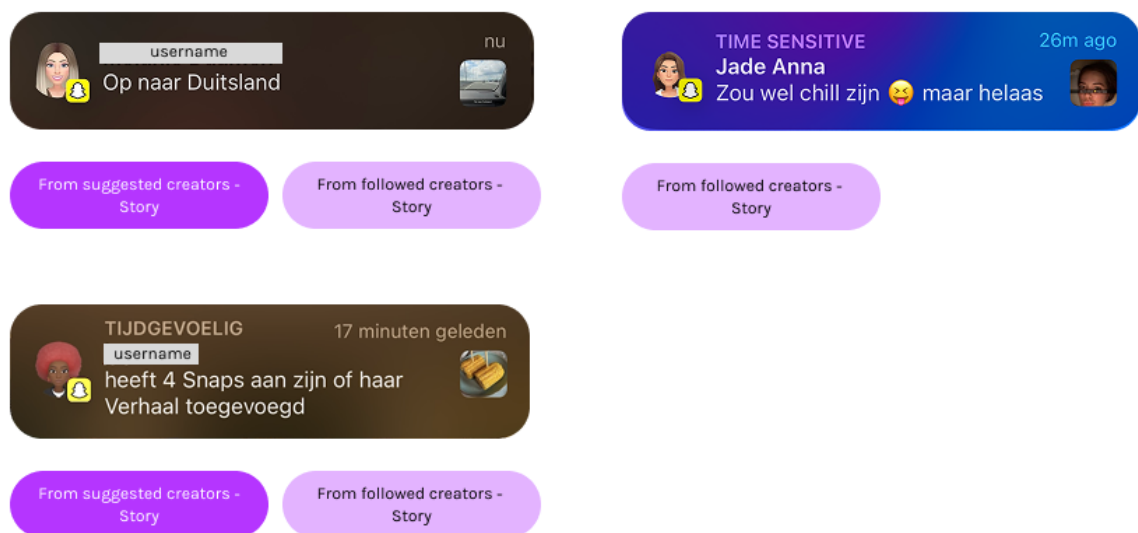 username
nu
Op naar Duitsland
TIME SENSITIVE
26m ago
Jade Anna
Zou wel chill zijn 😝 maar helaas
From suggested creators -
Story
From followed creators -
Story
From followed creators -
Story
TIJDGEVOELIG
17 minuten geleden
username
heeft 4 Snaps aan zijn of haar
Verhaal toegevoegd
From suggested creators -
Story
From followed creators -
Story